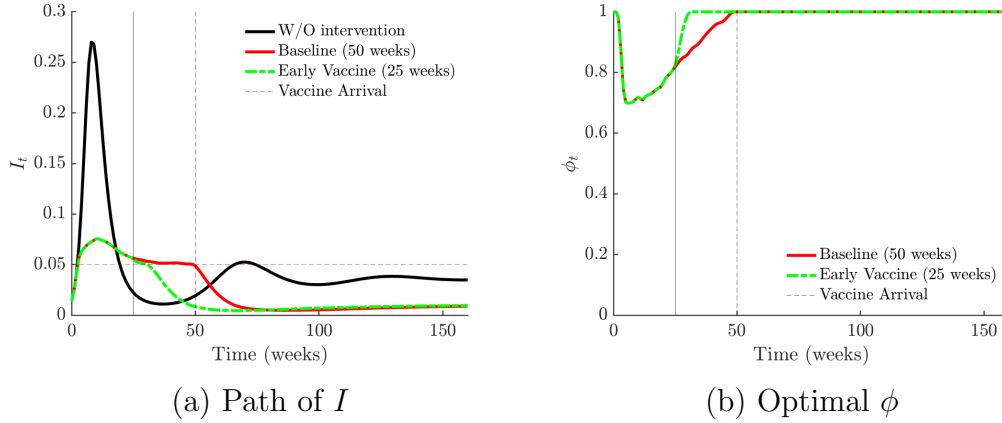 0.3
0.25
0.2
0.15
0.1
0.05
0
I_t
W/O intervention
Baseline (50 weeks)
Early Vaccine (25 weeks)
Vaccine Arrival
0 50 100 150
Time (weeks)
(a) Path of I
1
0.8
0.6
0.4
0.2
0
ϕ_t
Baseline (50 weeks)
Early Vaccine (25 weeks)
Vaccine Arrival
0 50 100 150
Time (weeks)
(b) Optimal ϕ